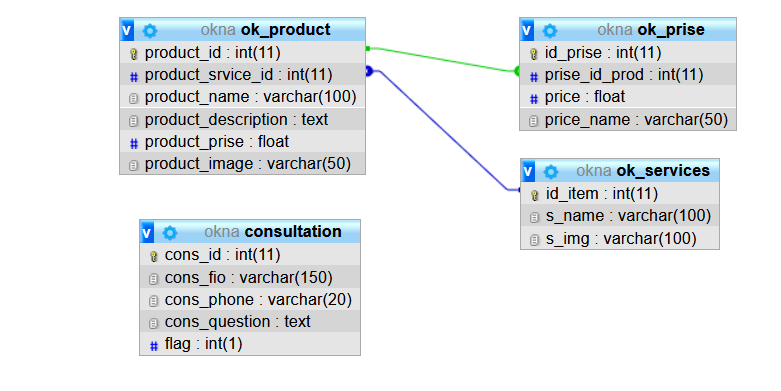 v okna ok_product
product_id : int(11)
product_srvice_id : int(11)
product_name : varchar(100)
product_description : text
product_prise : float
product_image : varchar(50)
v okna ok_prise
id_prise : int(11)
prise_id_prod : int(11)
price : float
price_name : varchar(50)
v okna ok_services
id_item : int(11)
s_name : varchar(100)
s_img : varchar(100)
v okna consultation
cons_id : int(11)
cons_fio : varchar(150)
cons_phone : varchar(20)
cons_question : text
flag : int(1)